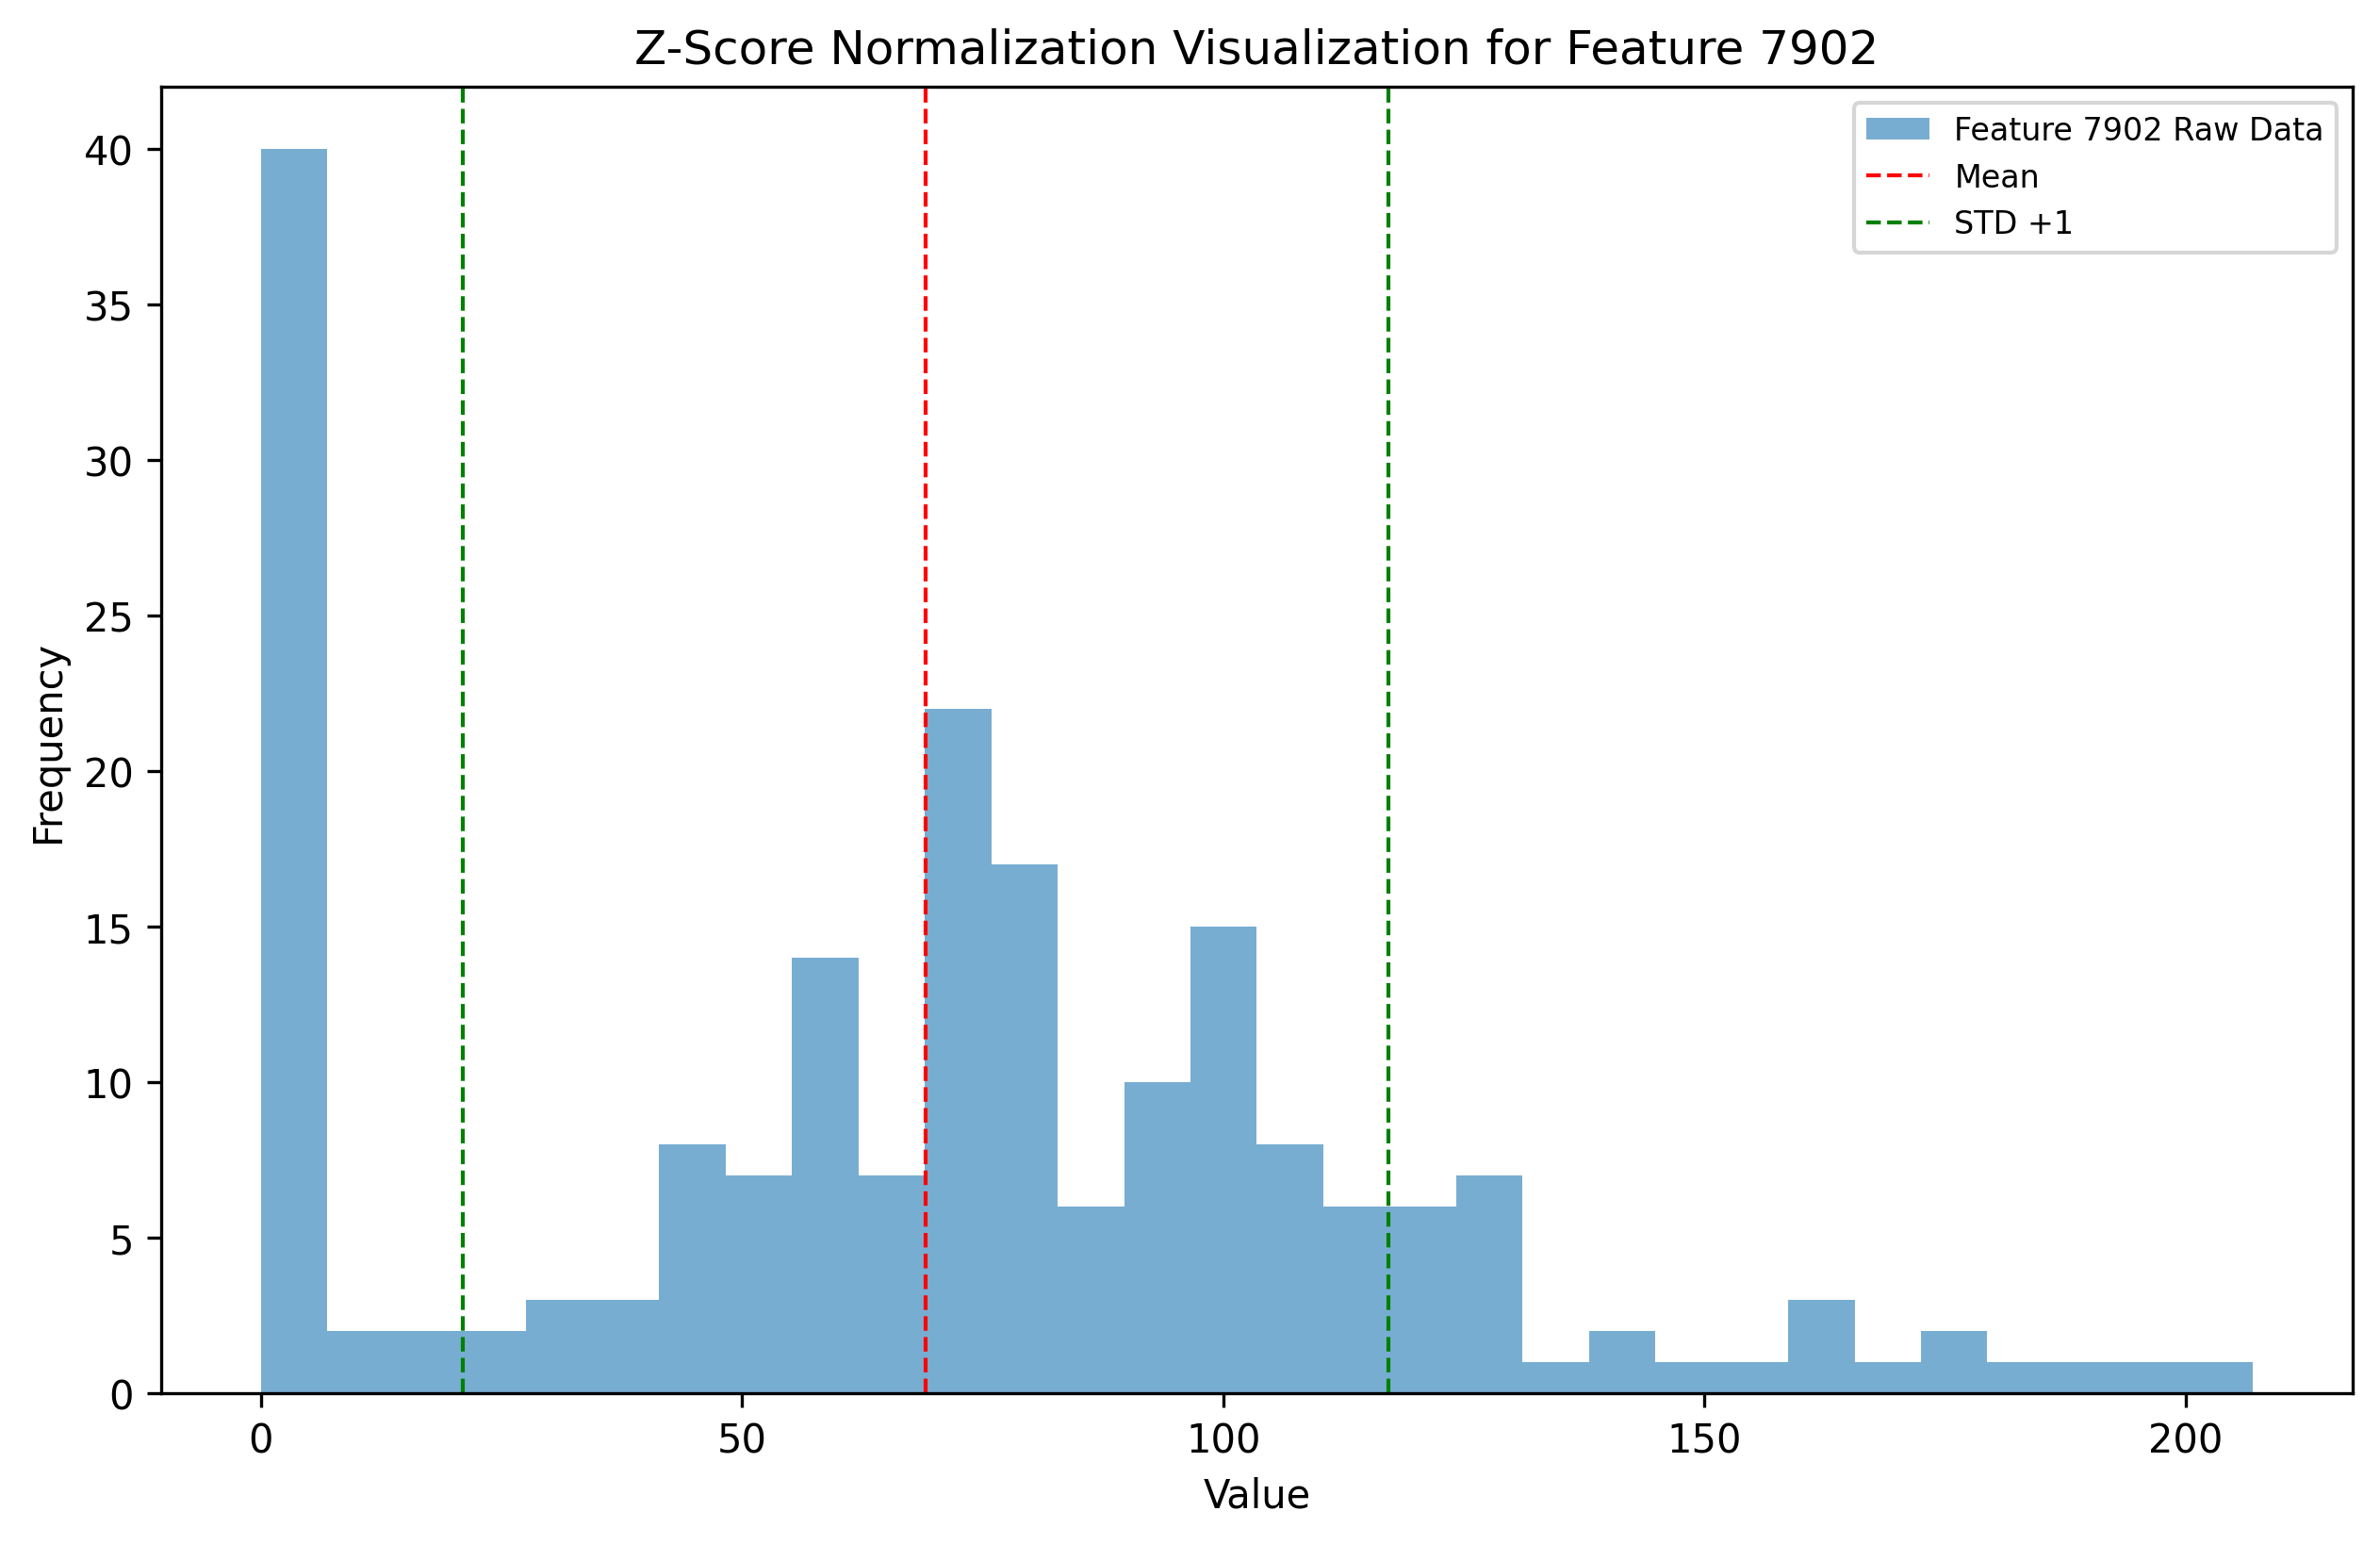 Z-Score Normalization Visualization for Feature 7902
Feature 7902 Raw Data
Mean
STD +1
40
35
30
25
20
15
10
5
0
Frequency
0 50 100 150 200
Value